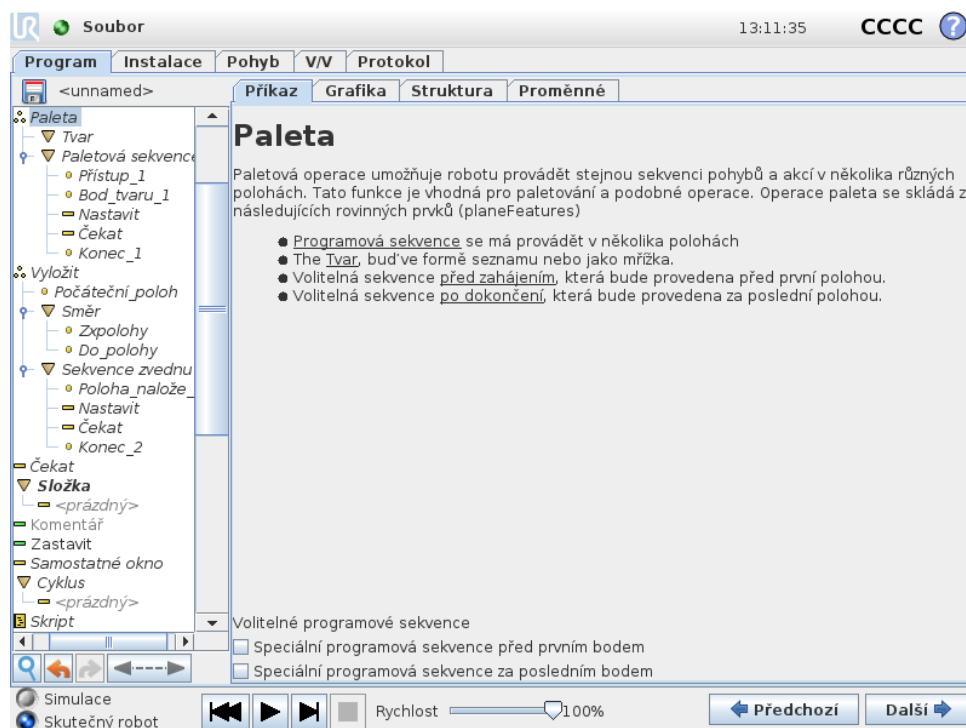 UR Soubor 13:11:35 CCCC ?
Program Instalace Pohyb V/V Protokol
<unnamed>
Příkaz Grafika Struktura Proměnné
Paleta
Tvar
Paletová sekvence
Přístup_1
Bod_tvaru_1
Nastavit
Čekat
Konec_1
Vyložit
Počáteční_poloh
Směr
Zxpolohy
Do_polohy
Sekvence zvednu
Poloha_nalože_
Nastavit
Čekat
Konec_2
Čekat
Složka
<prázdný>
Komentář
Zastavit
Samostatné okno
Cyklus
<prázdný>
Skript
Paleta
Paletová operace umožňuje robotu provádět stejnou sekvenci pohybů a akcí v několika různých
polohách. Tato funkce je vhodná pro paletování a podobné operace. Operace paleta se skládá z
následujících rovinných prvků (planeFeatures)
● Programová sekvence se má provádět v několika polohách
● The Tvar, buď've formě seznamu nebo jako mřížka.
● Volitelná sekvence před zahájením, která bude provedena před první polohou.
● Volitelná sekvence po dokončení, která bude provedena za poslední polohou.
Volitelné programové sekvence
Speciální programová sekvence před prvním bodem
Speciální programová sekvence za posledním bodem
Simulace
Skutečný robot
Rychlost 100%
Předchozí Další